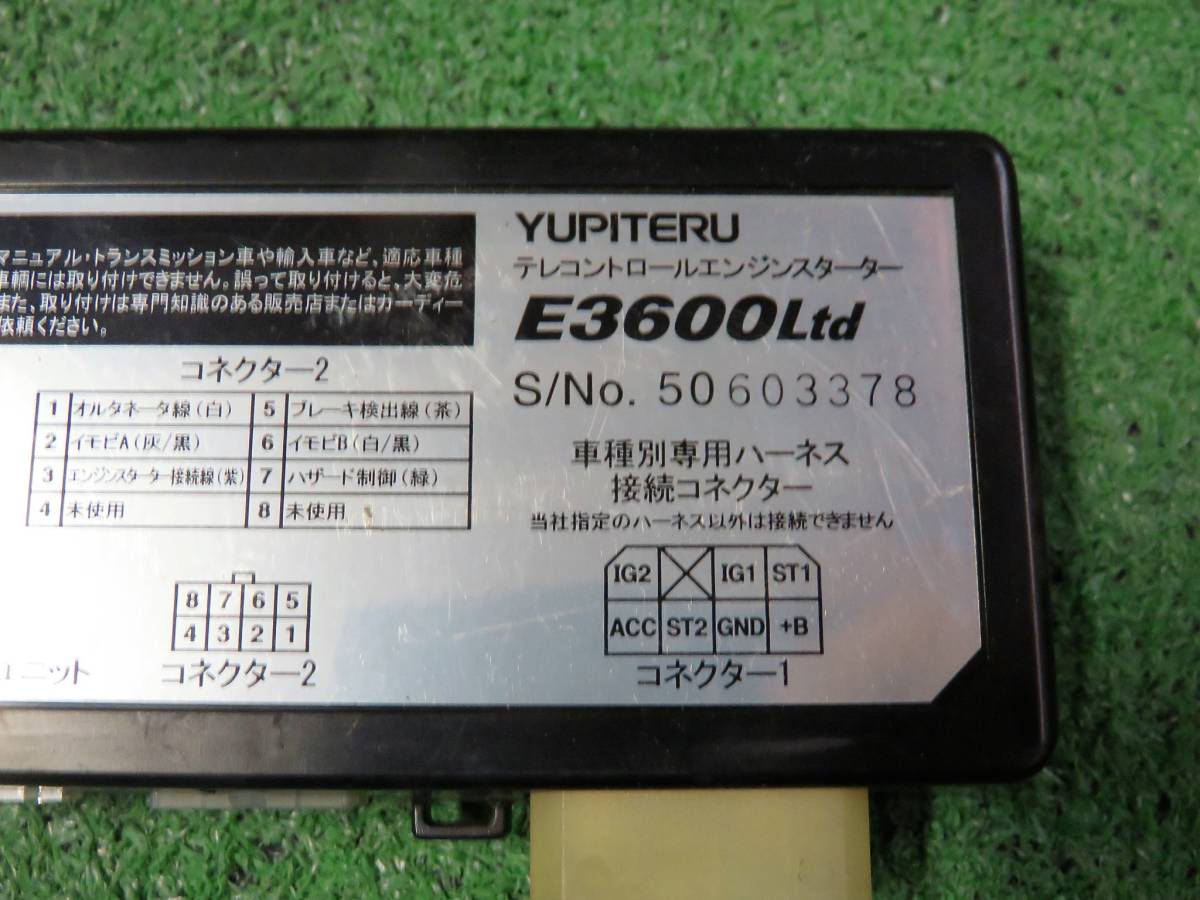 マニュアル・トランスミッション車や輸入車など、適応車種
車輌には取り付けできません。誤って取り付けると、大変危
また、取り付けは専門知識のある販売店またはカーディー
依頼ください。
コネクター2
1 オルタネータ線(白) 5 ブレーキ検出線(茶)
2 イモビA(灰/黒) 6 イモビB(白/黒)
3 エンジンスターター接続線(紫) 7 ハザード制御(緑)
4 未使用 8 未使用
8 7 6 5
4 3 2 1
ユニット
コネクター2
YUPITERU
テレコントロールエンジンスターター
E3600Ltd
S/No. 50603378
車種別専用ハーネス
接続コネクター
当社指定のハーネス以外は接続できません
IG2 IG1 ST1
ACC ST2 GND +B
コネクター1